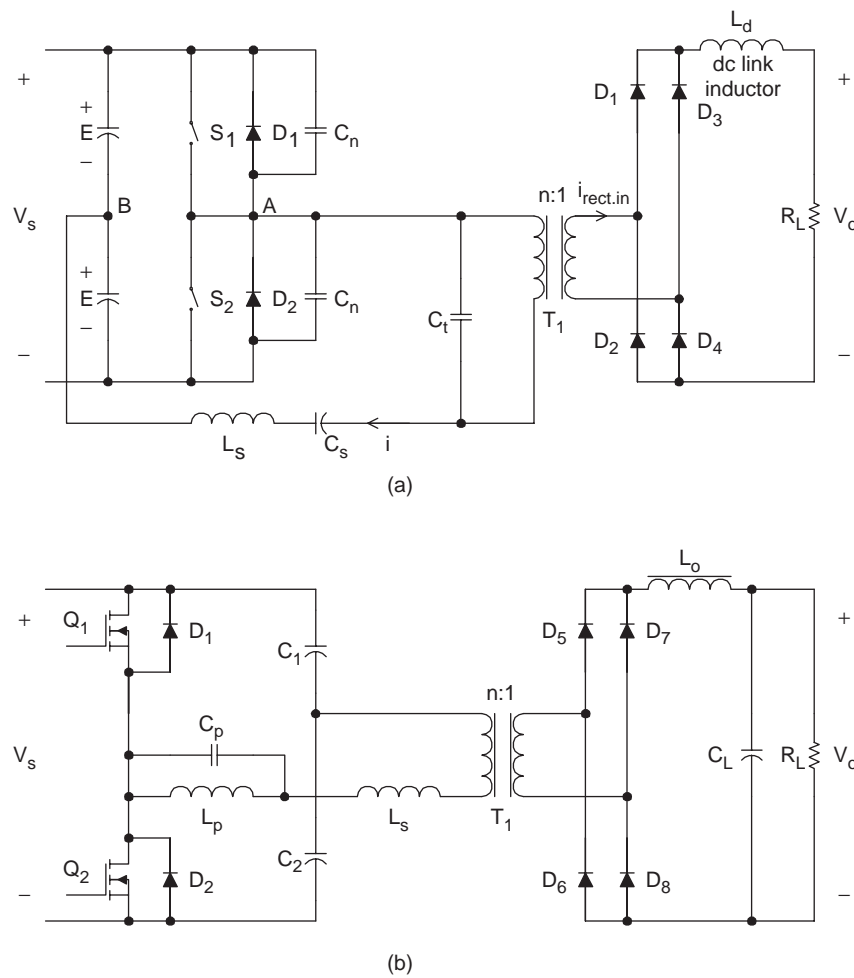 L_d
+ dc link +
D_1 inductor
D_3
+
E S_1 D_1 C_n
−
n:1 i_rect.in
V_s B A R_L V_o
+
E S_2 D_2 C_n
−
C_t T_1
D_2 D_4
− −
L_s C_s i
(a)
L_o
+ +
Q_1 D_1 D_5 D_7
C_1
n:1
C_p
V_s C_L R_L V_o
L_p L_s T_1
C_2
Q_2 D_2 D_6 D_8
− −
(b)